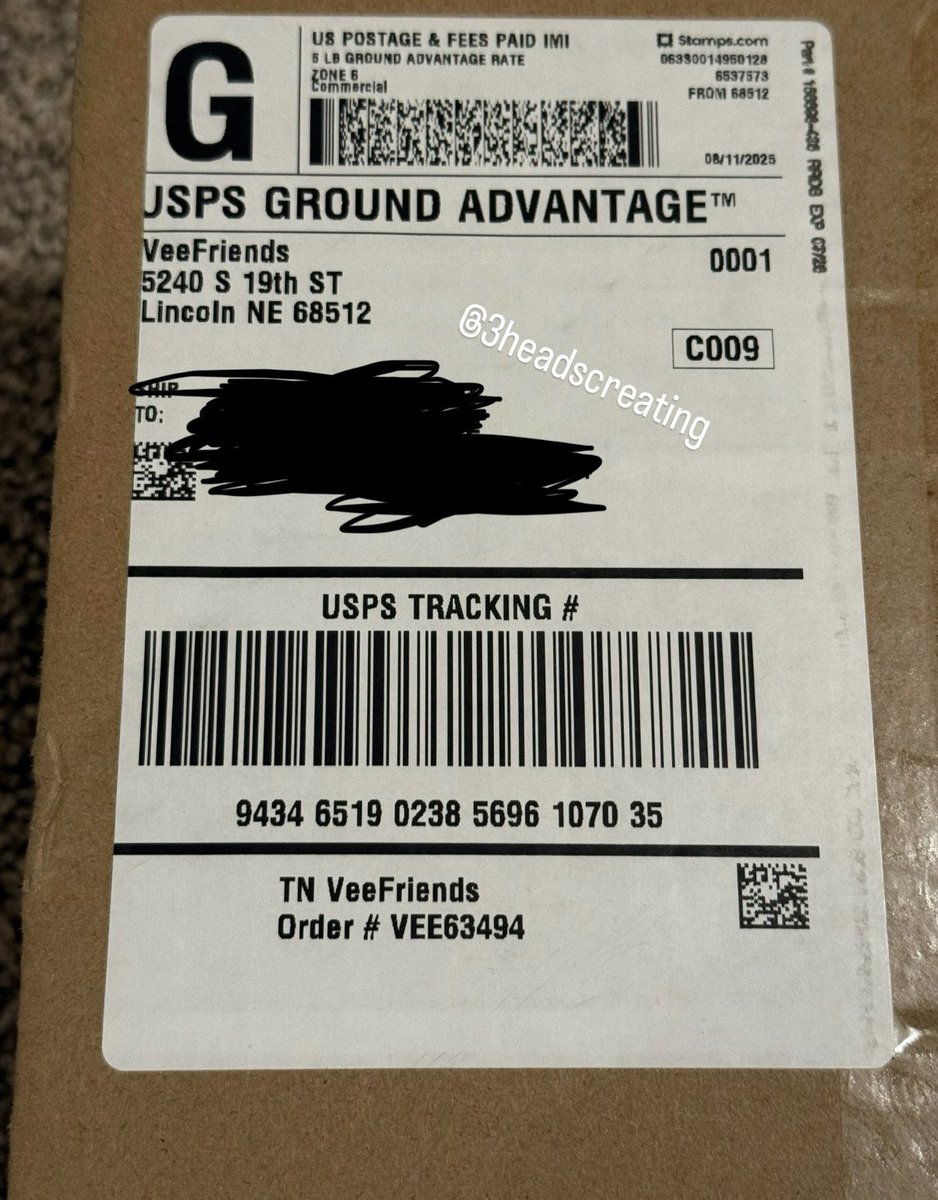 G
US POSTAGE & FEES PAID IMI
5 LB GROUND ADVANTAGE RATE
ZONE 6
Commercial
Stamps.com
06330014950128
6537573
FROM 68512
08/11/2025
USPS GROUND ADVANTAGE™
VeeFriends
5240 S 19th ST
Lincoln NE 68512
0001
C009
@3headscreating
SHIP
TO:
USPS TRACKING #
9434 6519 0238 5696 1070 35
TN VeeFriends
Order # VEE63494